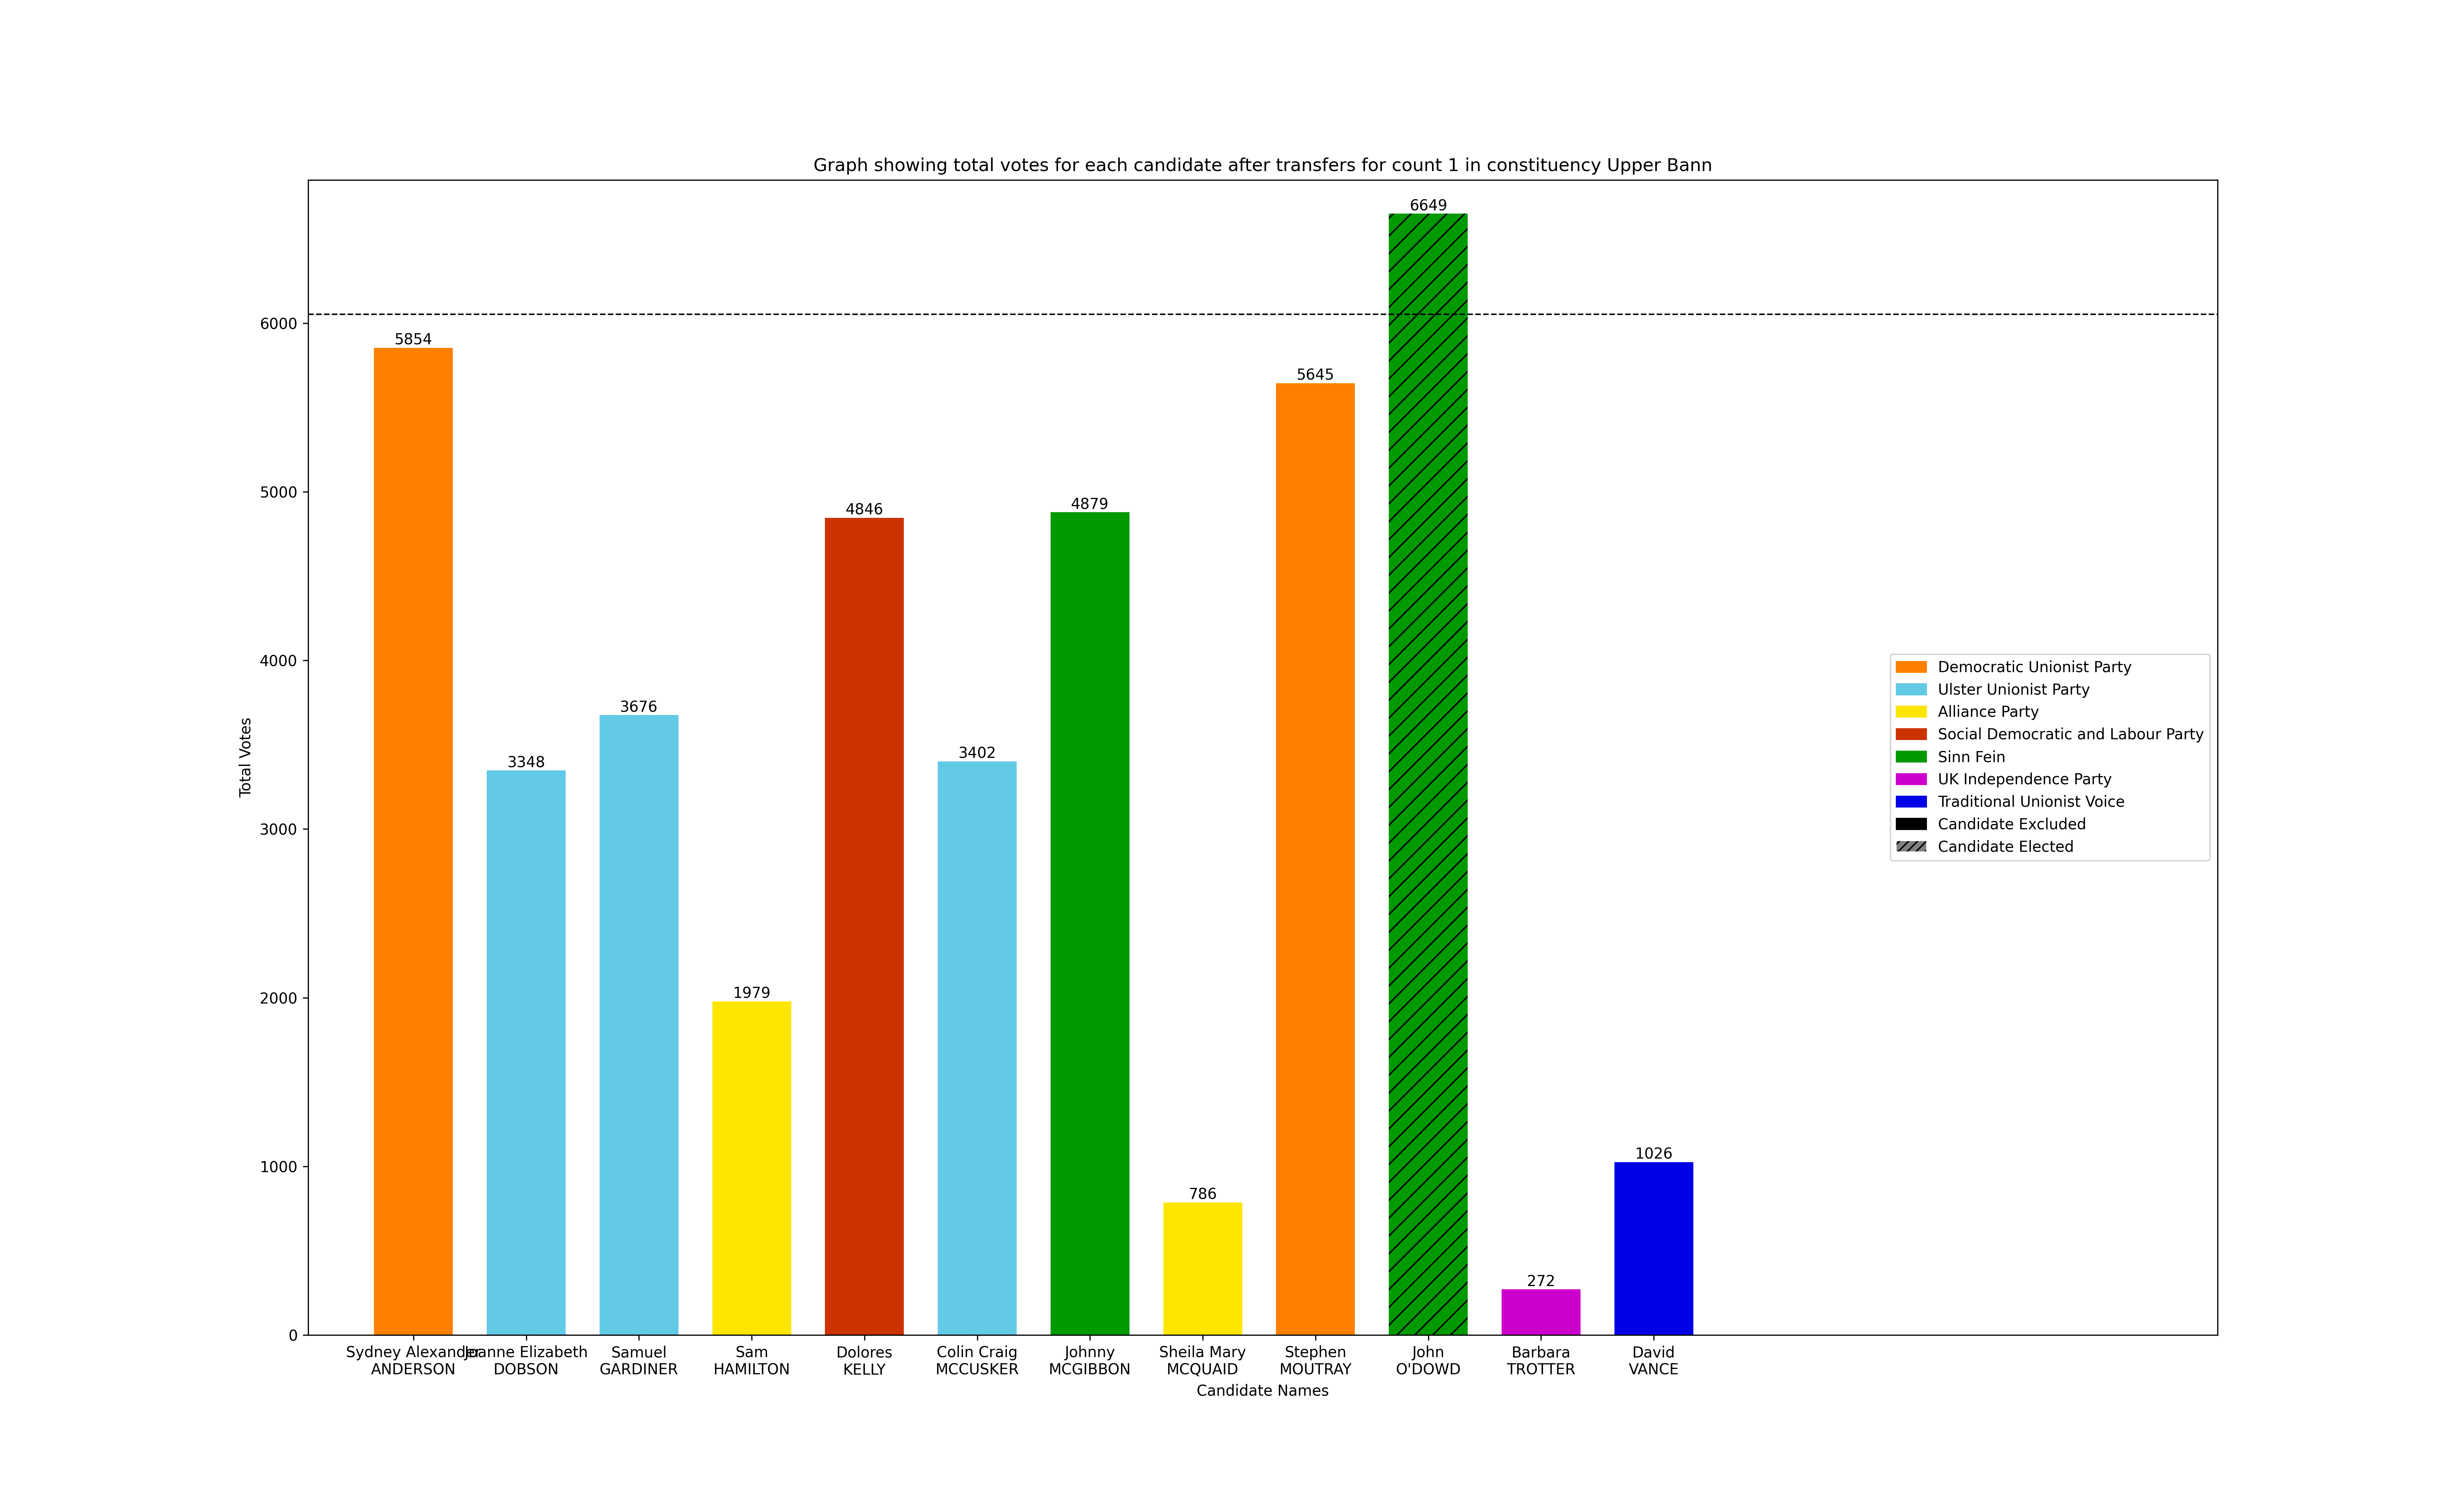 Graph showing total votes for each candidate after transfers for count 1 in constituency Upper Bann
6649
6000
5854
5645
5000
4879
4846
4000
3676
3402
3348
3000
2000
1979
1026
1000
786
272
0
Total Votes
Democratic Unionist Party
Ulster Unionist Party
Alliance Party
Social Democratic and Labour Party
Sinn Fein
UK Independence Party
Traditional Unionist Voice
Candidate Excluded
Candidate Elected
Sydney Alexander
ANDERSON
Joanne Elizabeth
DOBSON
Samuel
GARDINER
Sam
HAMILTON
Dolores
KELLY
Colin Craig
MCCUSKER
Johnny
MCGIBBON
Sheila Mary
MCQUAID
Stephen
MOUTRAY
John
O'DOWD
Barbara
TROTTER
David
VANCE
Candidate Names